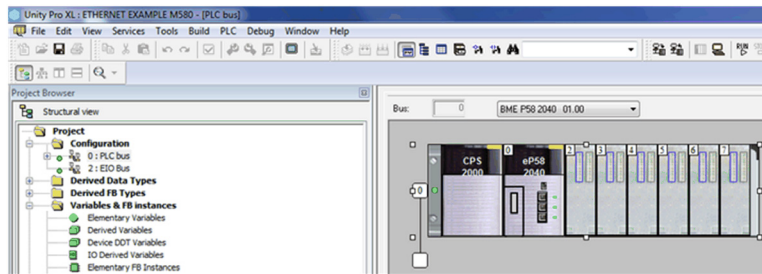 Unity Pro XL : ETHERNET EXAMPLE M580 - [PLC bus]
File Edit View Services Tools Build PLC Debug Window Help
RUN
Project Browser
Structural view
Project
Configuration
0 : PLC bus
2 : EIO Bus
Derived Data Types
Derived FB Types
Variables & FB instances
Elementary Variables
Derived Variables
Device DDT Variables
IO Derived Variables
Elementary FB Instances
Bus: 0 BME P58 2040 01.00
0 2 3 4 5 6 7
CPS 2000
eP58 2040
0